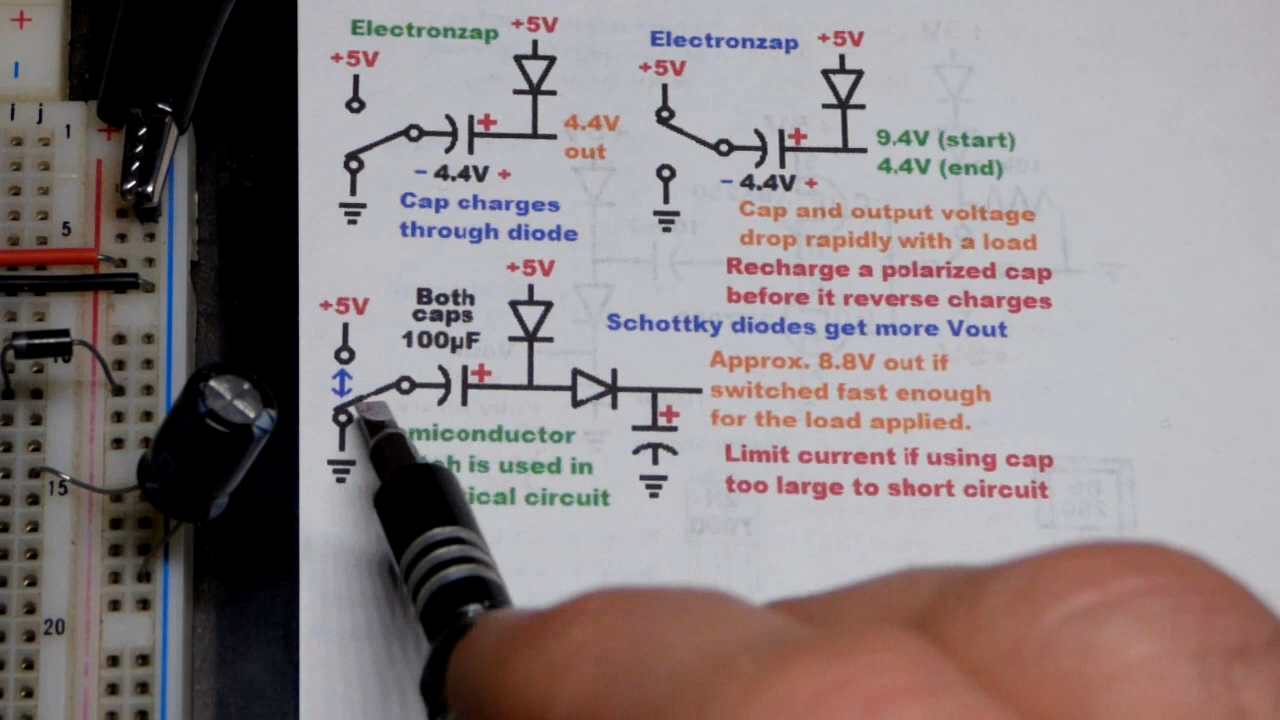 Electronzap
+5V
+5V
4.4V
out
- 4.4V +
Cap charges
through diode
Electronzap
+5V
+5V
9.4V (start)
4.4V (end)
- 4.4V +
Cap and output voltage
drop rapidly with a load
Recharge a polarized cap
before it reverse charges
Schottky diodes get more Vout
+5V
+5V
Both
caps
100µF
Approx. 8.8V out if
switched fast enough
for the load applied.
Limit current if using cap
too large to short circuit
is used in
circuit
i j
1
5
15
20